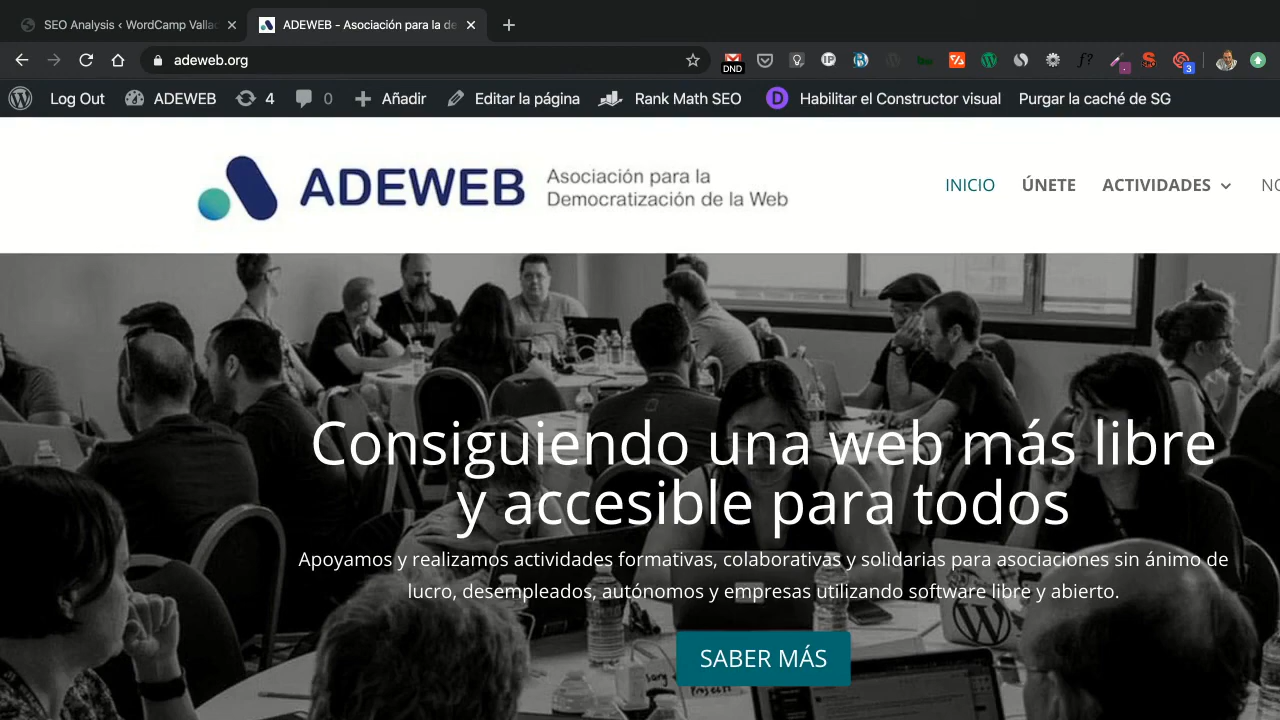 SEO Analysis ‹ WordCamp Vallad
ADEWEB – Asociación para la de
adeweb.org
DND
3
Log Out
ADEWEB
4
0
Añadir
Editar la página
Rank Math SEO
D
Habilitar el Constructor visual
Purgar la caché de SG
ADEWEB
Asociación para la
Democratización de la Web
INICIO
ÚNETE
ACTIVIDADES
NO
Consiguiendo una web más libre
y accesible para todos
Apoyamos y realizamos actividades formativas, colaborativas y solidarias para asociaciones sin ánimo de
lucro, desempleados, autónomos y empresas utilizando software libre y abierto.
SABER MÁS